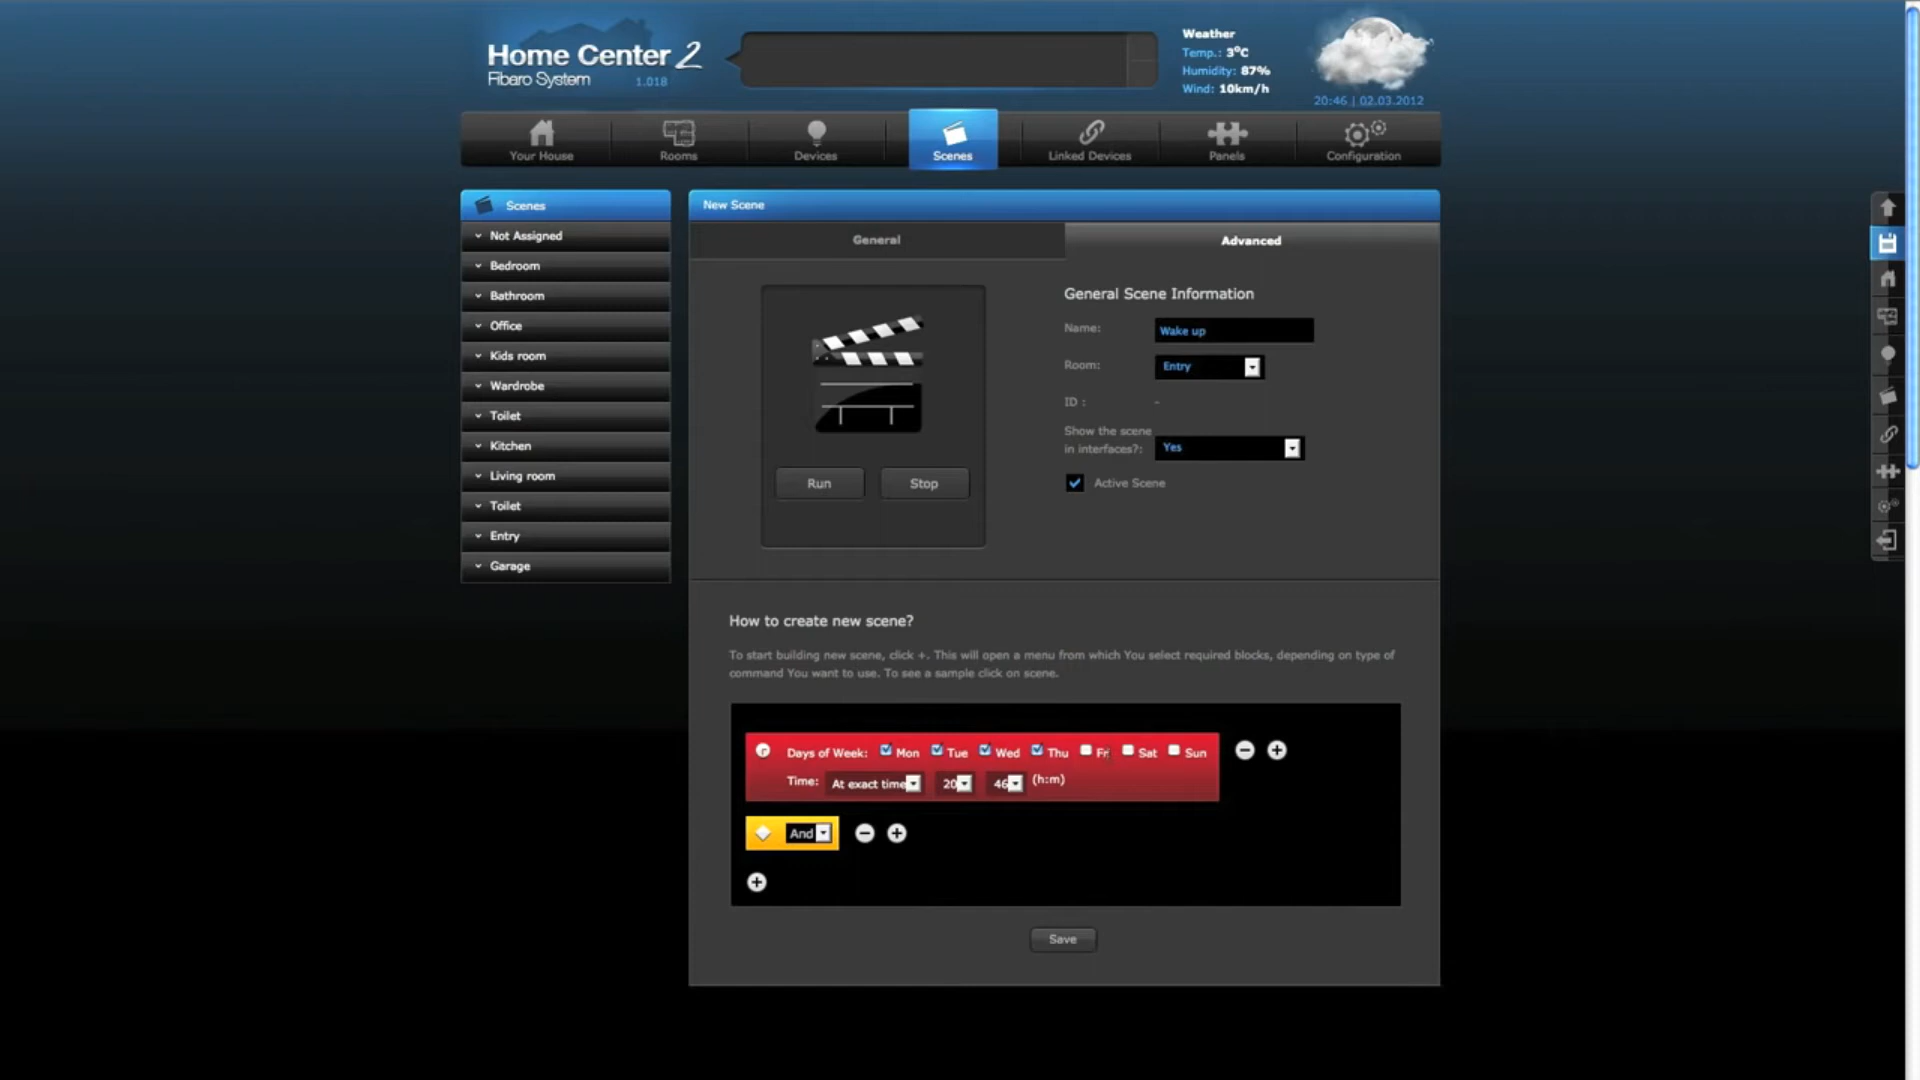 Home Center 2
Fibaro System 1.018
Weather
Temp.: 3°C
Humidity: 87%
Wind: 10km/h
20:46 | 02.03.2012
Your House
Rooms
Devices
Scenes
Linked Devices
Panels
Configuration
Scenes
Not Assigned
Bedroom
Bathroom
Office
Kids room
Wardrobe
Toilet
Kitchen
Living room
Toilet
Entry
Garage
New Scene
General
Advanced
Run
Stop
General Scene Information
Name: Wake up
Room: Entry
ID : -
Show the scene
in interfaces?: Yes
Active Scene
How to create new scene?
To start building new scene, click +. This will open a menu from which You select required blocks, depending on type of
command You want to use. To see a sample click on scene.
Days of Week: Mon Tue Wed Thu Fri Sat Sun
Time: At exact time 20 46 (h:m)
And
Save